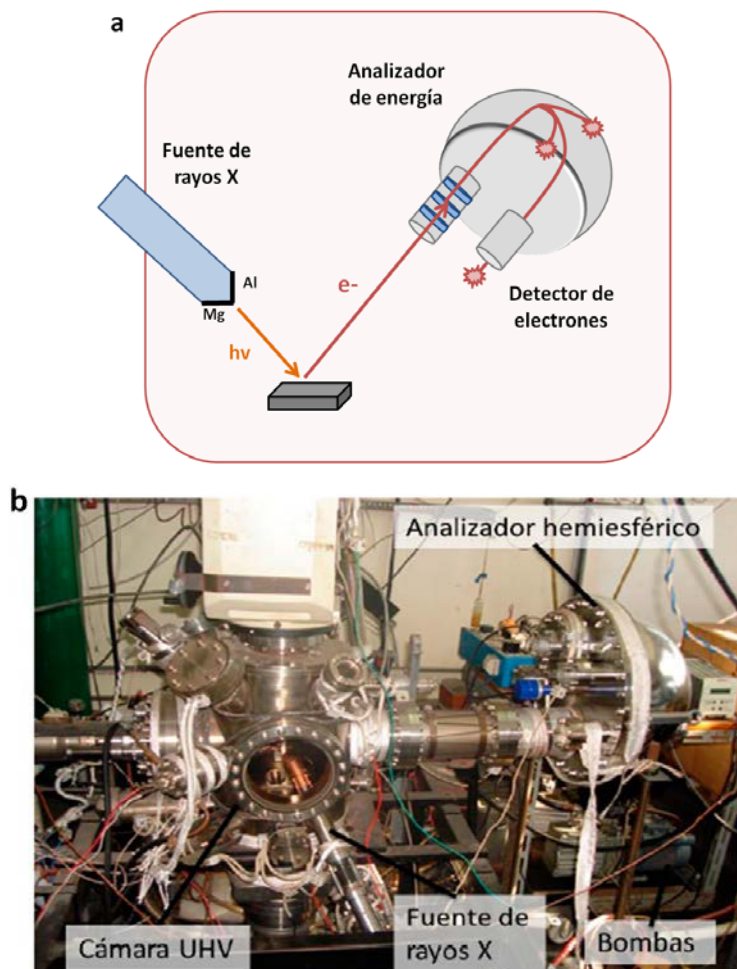 a
Analizador
de energía
Fuente de
rayos X
Al
Mg
hv
e-
Detector de
electrones
b
Analizador hemiesférico
Cámara UHV
Fuente de
rayos X
Bombas